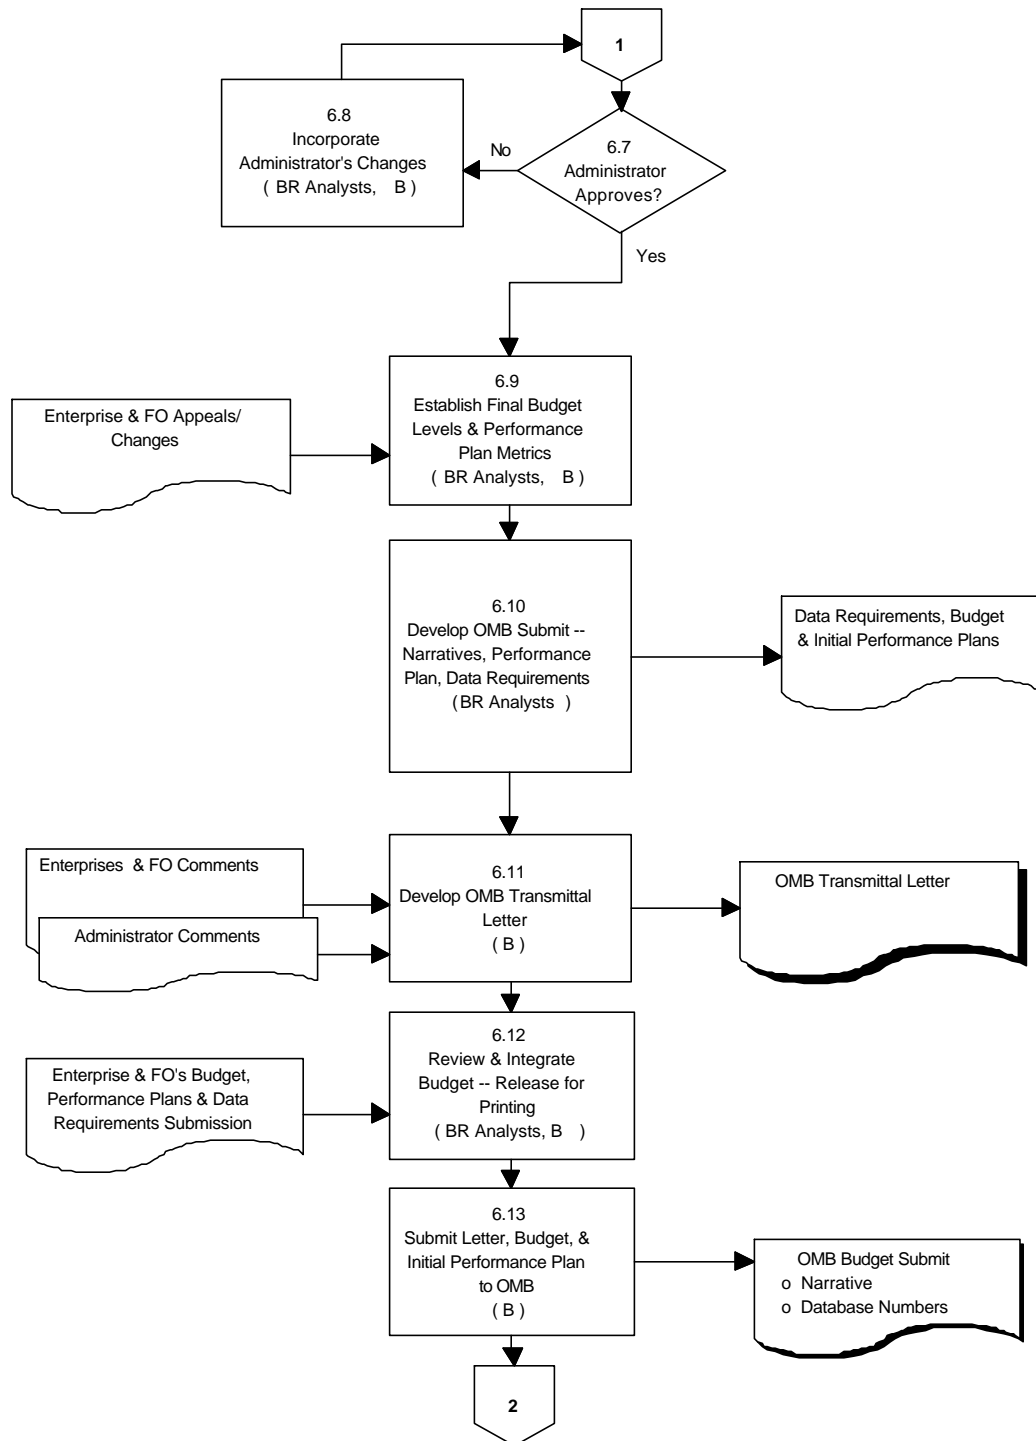 1
6.8
Incorporate
Administrator's Changes
( BR Analysts, B )
No
6.7
Administrator
Approves?
Yes
6.9
Establish Final Budget
Levels & Performance
Plan Metrics
( BR Analysts, B )
Enterprise & FO Appeals/
Changes
6.10
Develop OMB Submit --
Narratives, Performance
Plan, Data Requirements
(BR Analysts )
Data Requirements, Budget
& Initial Performance Plans
Enterprises & FO Comments
Administrator Comments
6.11
Develop OMB Transmittal
Letter
( B )
OMB Transmittal Letter
6.12
Review & Integrate
Budget -- Release for
Printing
( BR Analysts, B )
Enterprise & FO's Budget,
Performance Plans & Data
Requirements Submission
6.13
Submit Letter, Budget, &
Initial Performance Plan
to OMB
( B )
OMB Budget Submit
o Narrative
o Database Numbers
2